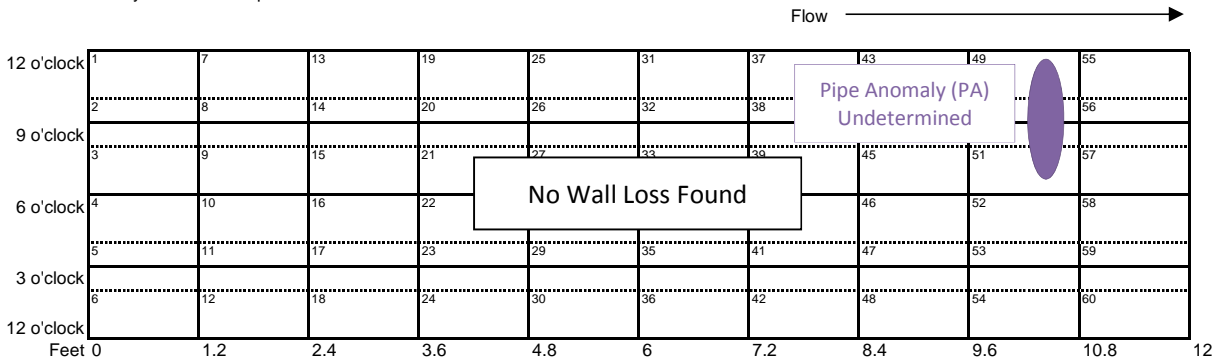 Flow
12 o'clock 1 7 13 19 25 31 37 43 49 55
Pipe Anomaly (PA)
Undetermined
2 8 14 20 26 32 38 56
9 o'clock
3 9 15 21 27 33 39 45 51 57
No Wall Loss Found
6 o'clock 4 10 16 22 46 52 58
5 11 17 23 29 35 41 47 53 59
3 o'clock
6 12 18 24 30 36 42 48 54 60
12 o'clock
Feet 0 1.2 2.4 3.6 4.8 6 7.2 8.4 9.6 10.8 12